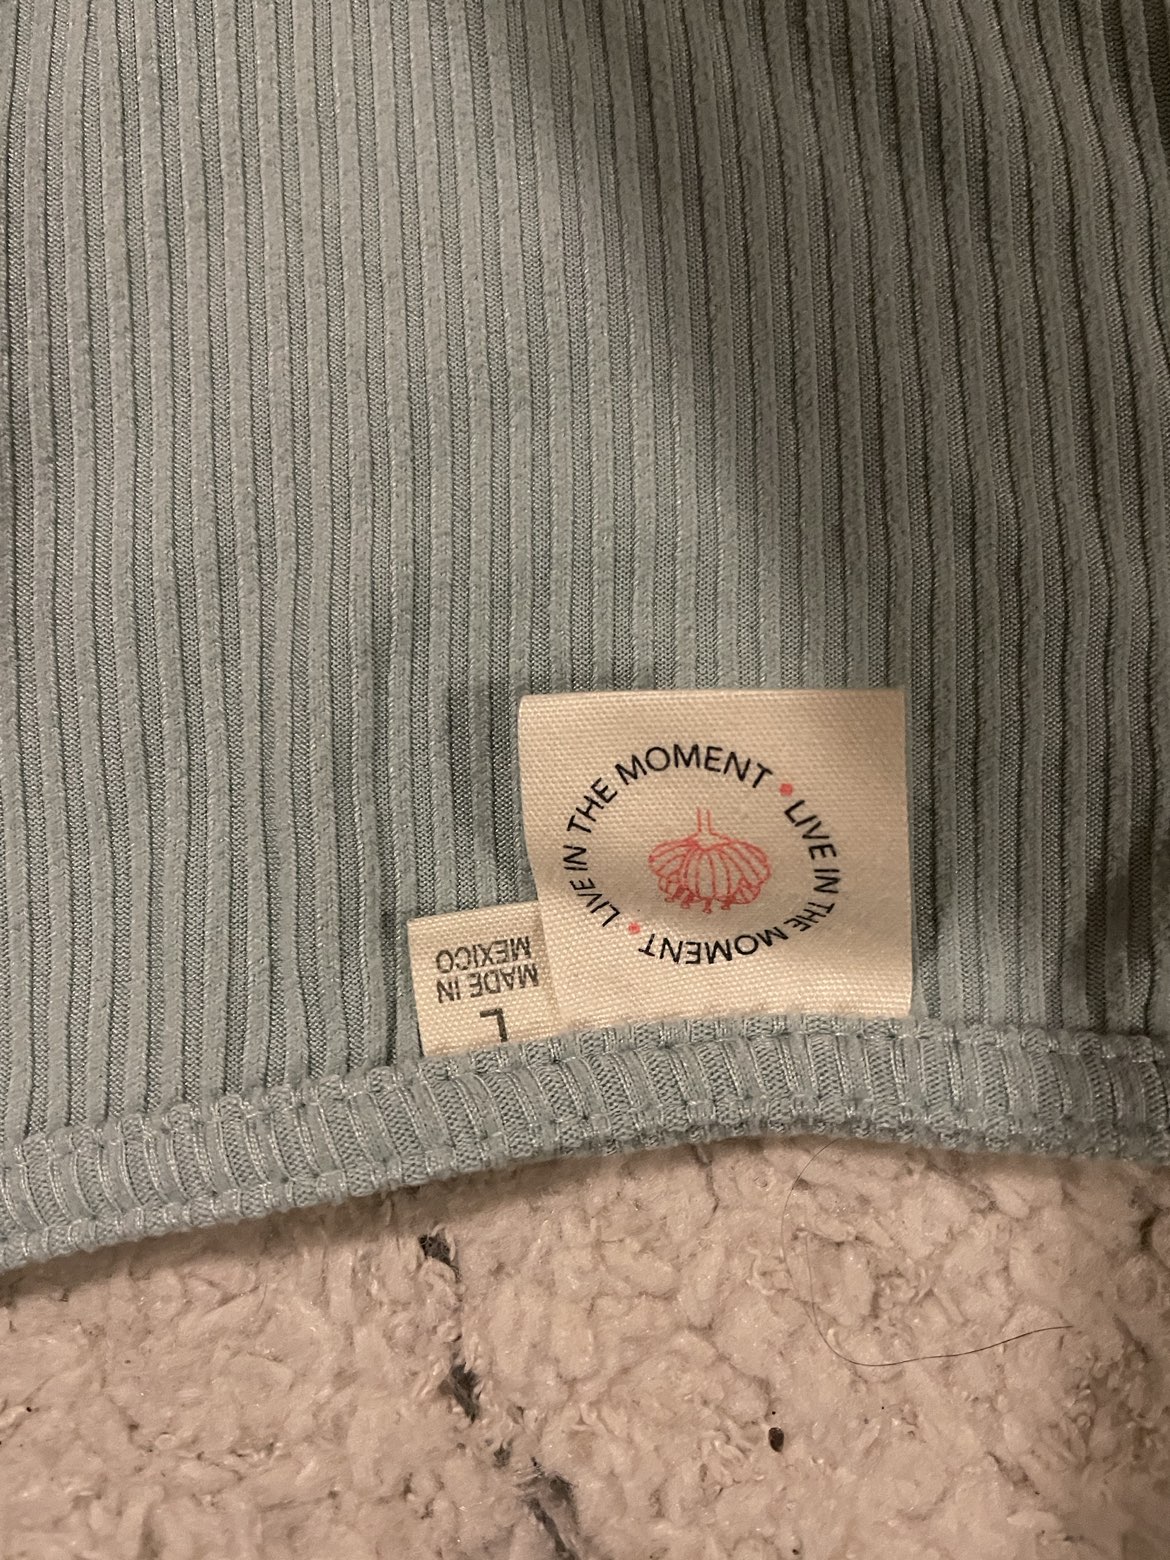 LIVE IN THE MOMENT • LIVE IN THE MOMENT •
L
MADE IN
MEXICO